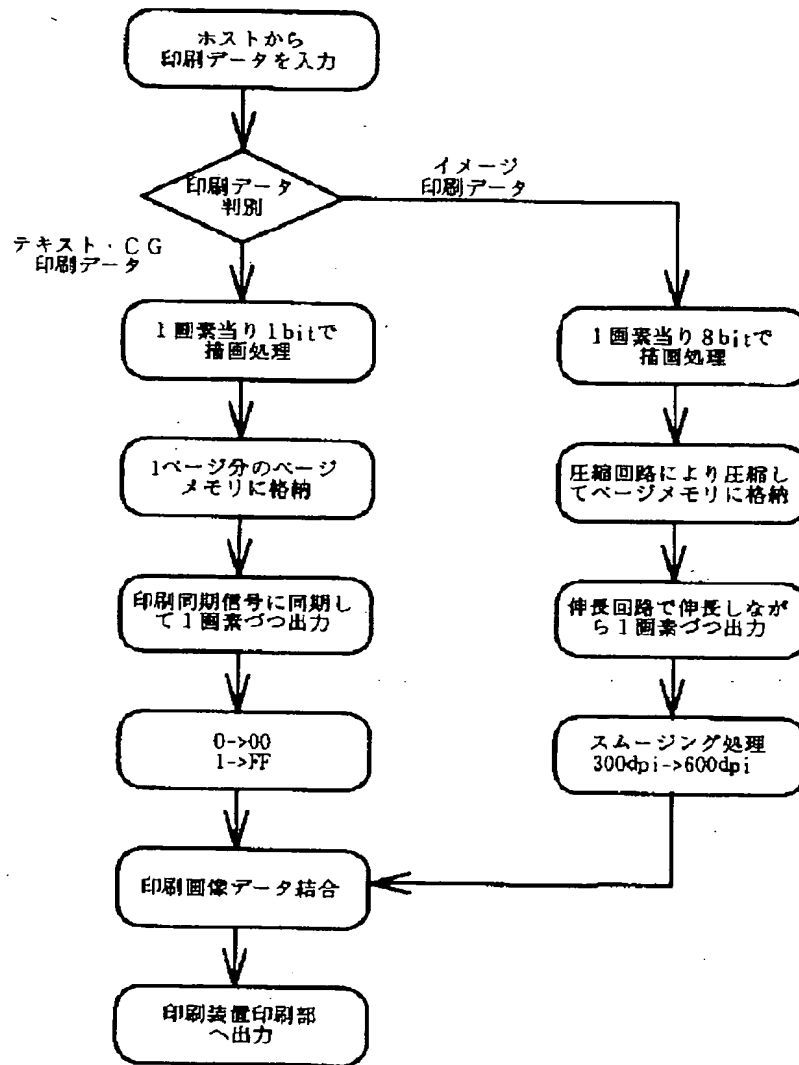 ホストから
印刷データを入力
印刷データ
判別
イメージ
印刷データ
テキスト・CG
印刷データ
1画素当り1bitで
描画処理
1画素当り8bitで
描画処理
1ページ分のページ
メモリに格納
圧縮回路により圧縮し
てページメモリに格納
印刷同期信号に同期し
て1画素づつ出力
伸長回路で伸長しなが
ら1画素づつ出力
0->00
1->FF
スムージング処理
300dpi->600dpi
印刷画像データ結合
印刷装置印刷部
へ出力